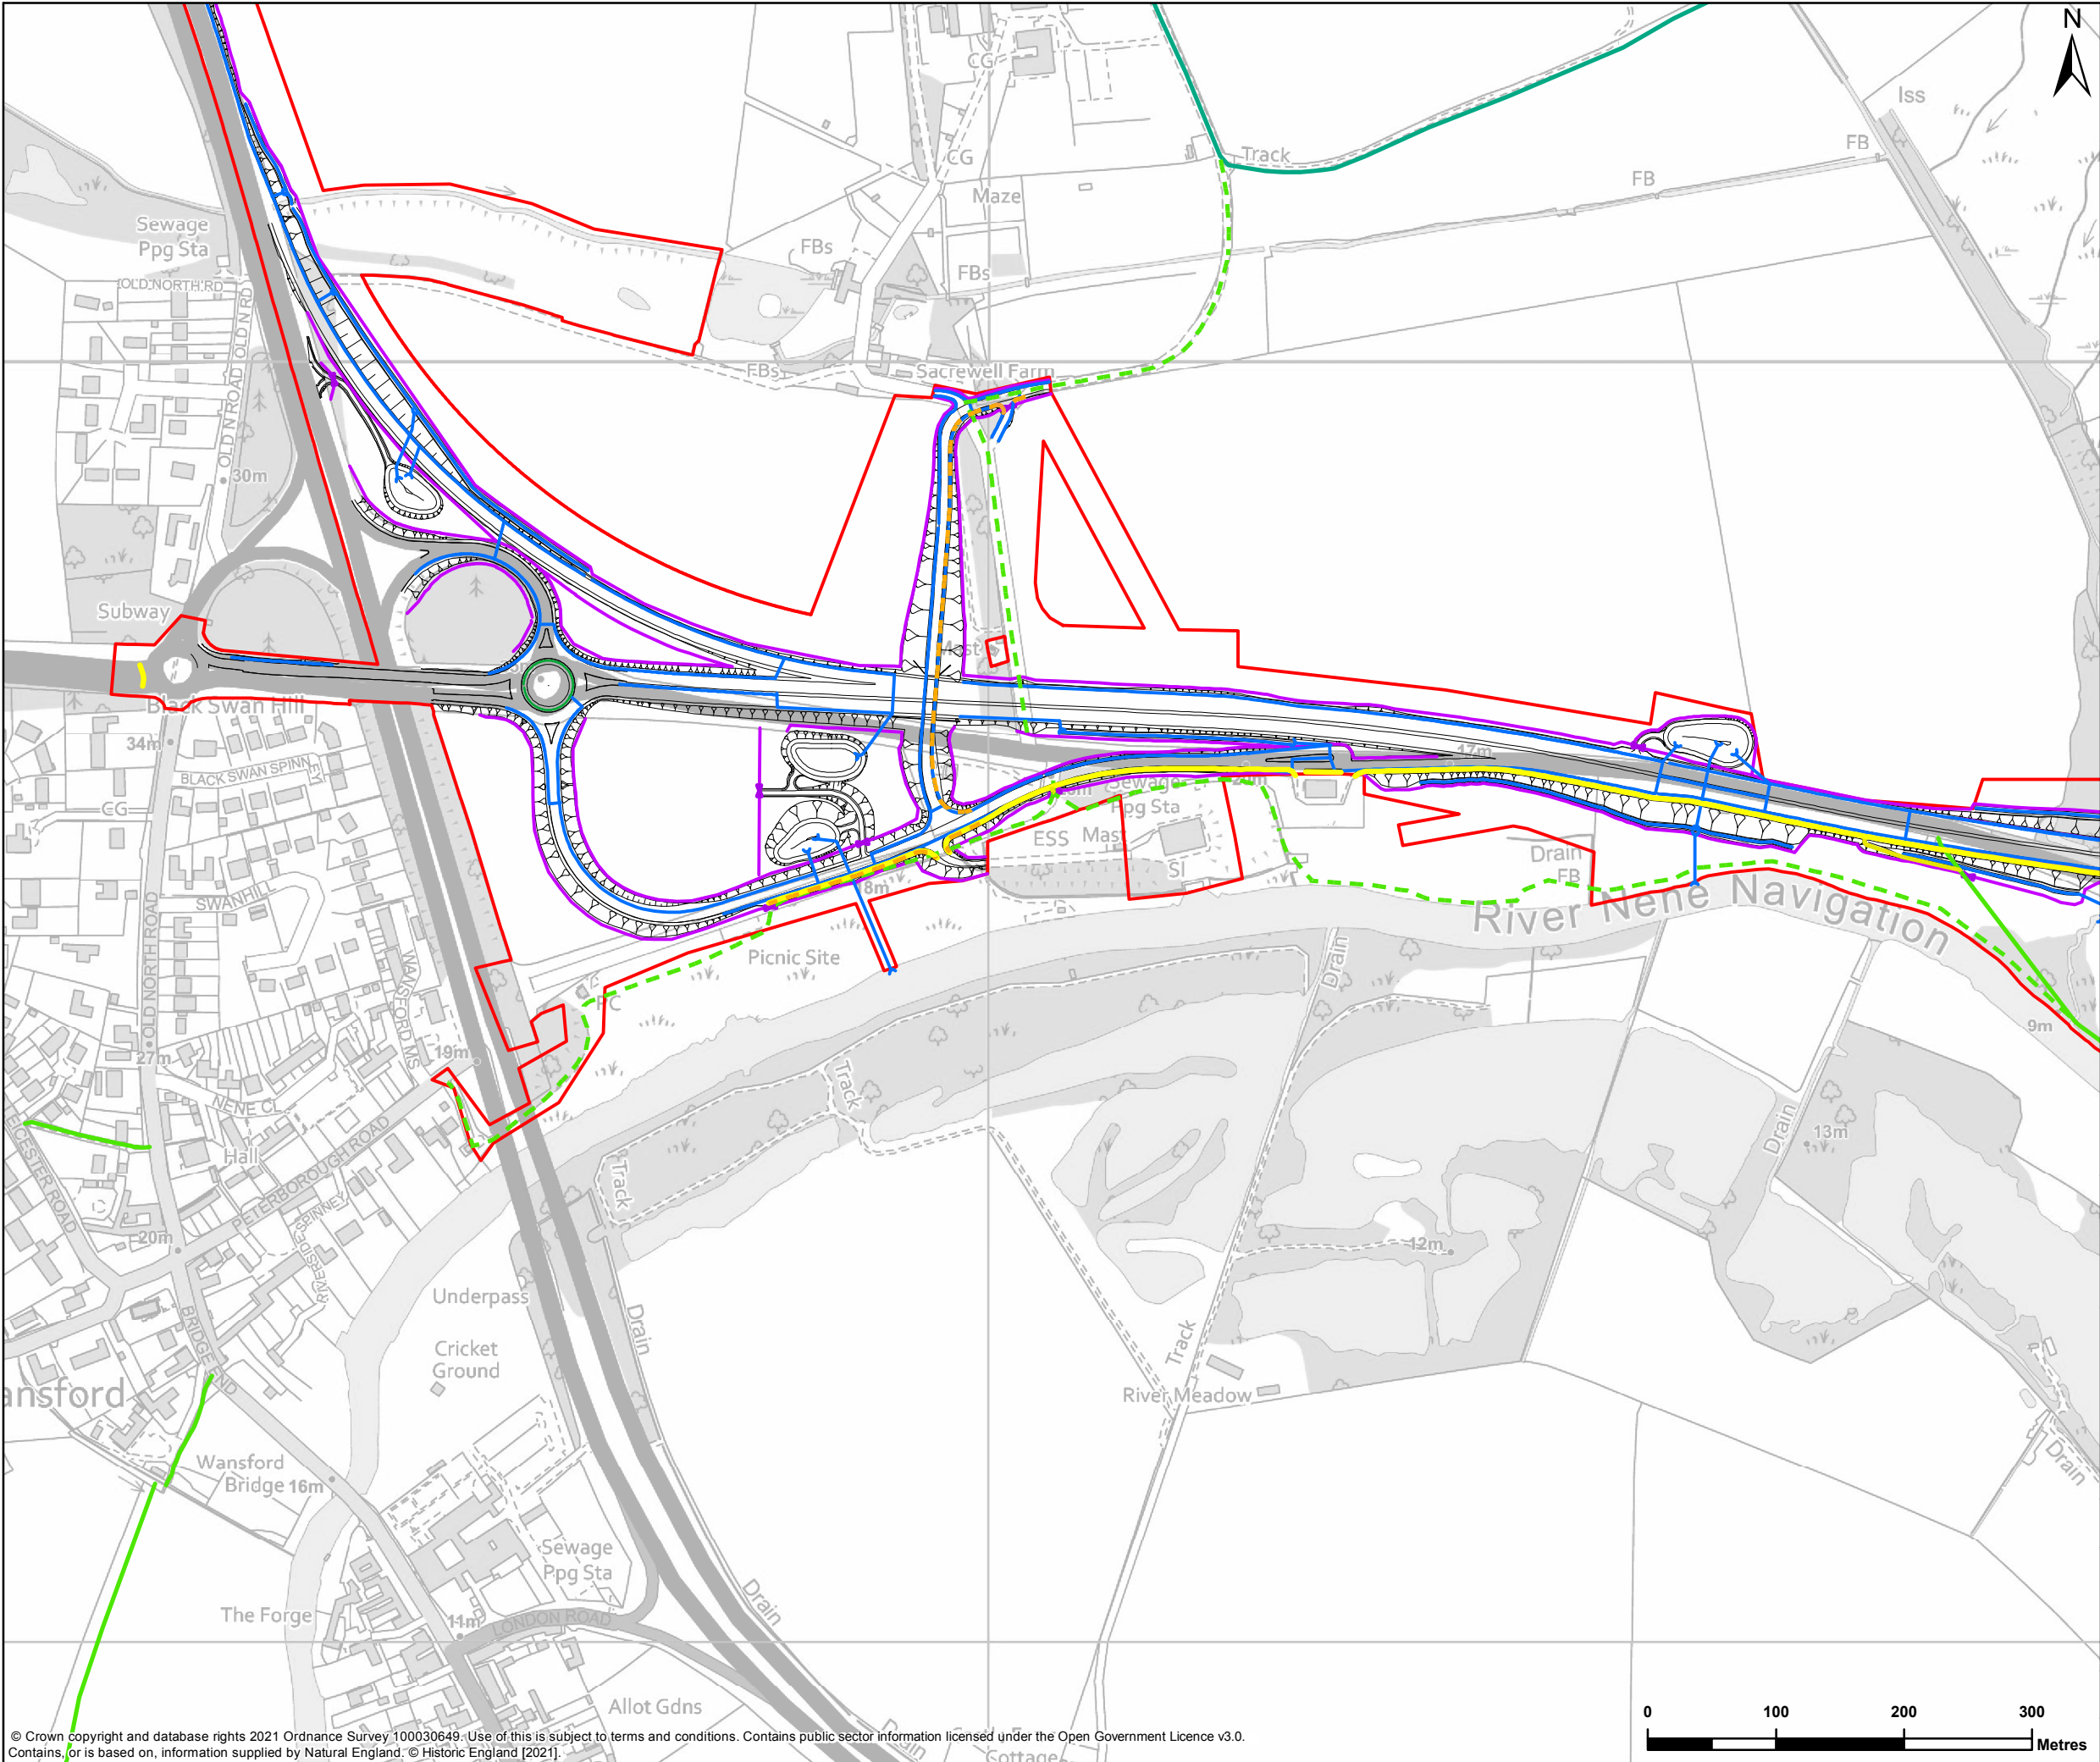 N
Iss
FB
CG
Track
CG
FB
Maze
Sewage
Ppg Sta
FBs
FBs
OLD NORTH RD
OLD N ROAD
OLD N RD
FBs
Sacrewell Farm
30m
Subway
Mast
Black Swan Hill
34m
17m
BLACK SWAN SPINNEY
CG
Sewage
Ppg Sta
ESS
Mast
SI
18m
Drain
FB
SWANHILL
River Nene Navigation
OLD NORTH ROAD
WANSFORD MS
Picnic Site
Drain
PC
9m
27m
19m
Track
NENE CL
Drain
13m
Hall
PETERBOROUGH ROAD
Track
RIVERSIDE SPINNEY
20m
12m
Underpass
Drain
BRIDGE END
Cricket
Ground
Track
River Meadow
Wansford
Bridge
16m
Drain
Sewage
Ppg Sta
Drain
The Forge
11m
LONDON ROAD
Allot Gdns
0 100 200 300
Metres
© Crown copyright and database rights 2021 Ordnance Survey 100030649. Use of this is subject to terms and conditions. Contains public sector information licensed under the Open Government Licence v3.0.
Contains, or is based on, information supplied by Natural England. © Historic England [2021].